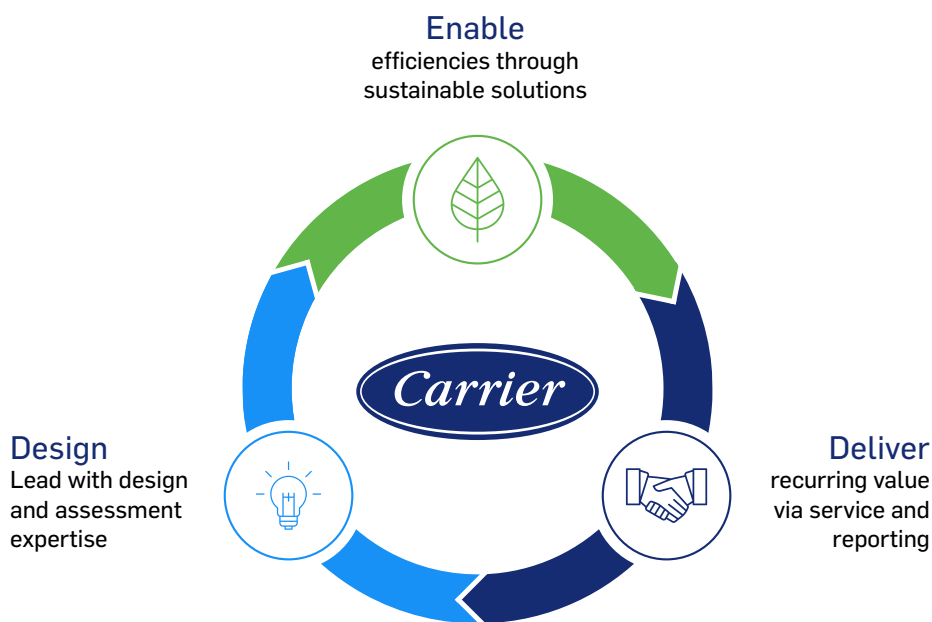 Enable
efficiencies through
sustainable solutions
Carrier
Design
Lead with design
and assessment
expertise
Deliver
recurring value
via service and
reporting